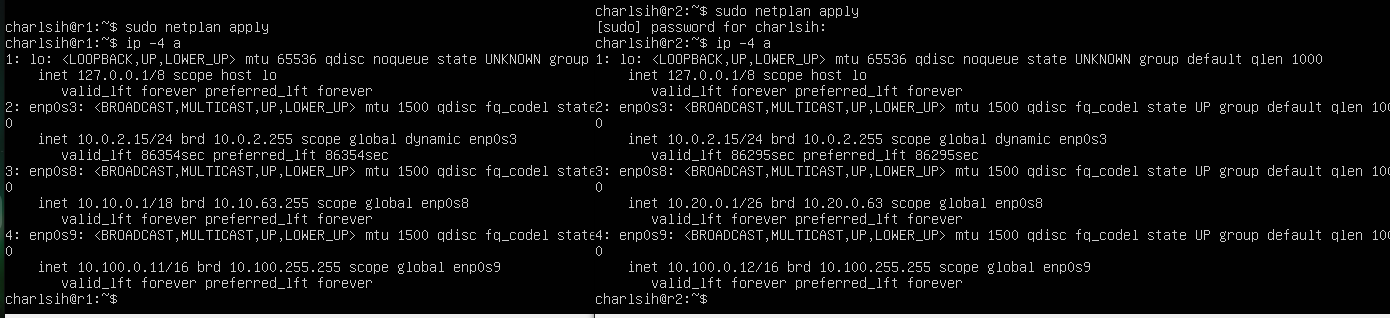 charlsih@r1:~$ sudo netplan apply
charlsih@r1:~$ ip -4 a
1: lo: <LOOPBACK,UP,LOWER_UP> mtu 65536 qdisc noqueue state UNKNOWN group
    inet 127.0.0.1/8 scope host lo
       valid_lft forever preferred_lft forever
2: enp0s3: <BROADCAST,MULTICAST,UP,LOWER_UP> mtu 1500 qdisc fq_codel state
0
    inet 10.0.2.15/24 brd 10.0.2.255 scope global dynamic enp0s3
       valid_lft 86354sec preferred_lft 86354sec
3: enp0s8: <BROADCAST,MULTICAST,UP,LOWER_UP> mtu 1500 qdisc fq_codel state
0
    inet 10.10.0.1/18 brd 10.10.63.255 scope global enp0s8
       valid_lft forever preferred_lft forever
4: enp0s9: <BROADCAST,MULTICAST,UP,LOWER_UP> mtu 1500 qdisc fq_codel state
0
    inet 10.100.0.11/16 brd 10.100.255.255 scope global enp0s9
       valid_lft forever preferred_lft forever
charlsih@r1:~$
charlsih@r2:~$ sudo netplan apply
[sudo] password for charlsih:
charlsih@r2:~$ ip -4 a
1: lo: <LOOPBACK,UP,LOWER_UP> mtu 65536 qdisc noqueue state UNKNOWN group default qlen 1000
    inet 127.0.0.1/8 scope host lo
       valid_lft forever preferred_lft forever
2: enp0s3: <BROADCAST,MULTICAST,UP,LOWER_UP> mtu 1500 qdisc fq_codel state UP group default qlen 100
0
    inet 10.0.2.15/24 brd 10.0.2.255 scope global dynamic enp0s3
       valid_lft 86295sec preferred_lft 86295sec
3: enp0s8: <BROADCAST,MULTICAST,UP,LOWER_UP> mtu 1500 qdisc fq_codel state UP group default qlen 100
0
    inet 10.20.0.1/26 brd 10.20.0.63 scope global enp0s8
       valid_lft forever preferred_lft forever
4: enp0s9: <BROADCAST,MULTICAST,UP,LOWER_UP> mtu 1500 qdisc fq_codel state UP group default qlen 100
0
    inet 10.100.0.12/16 brd 10.100.255.255 scope global enp0s9
       valid_lft forever preferred_lft forever
charlsih@r2:~$